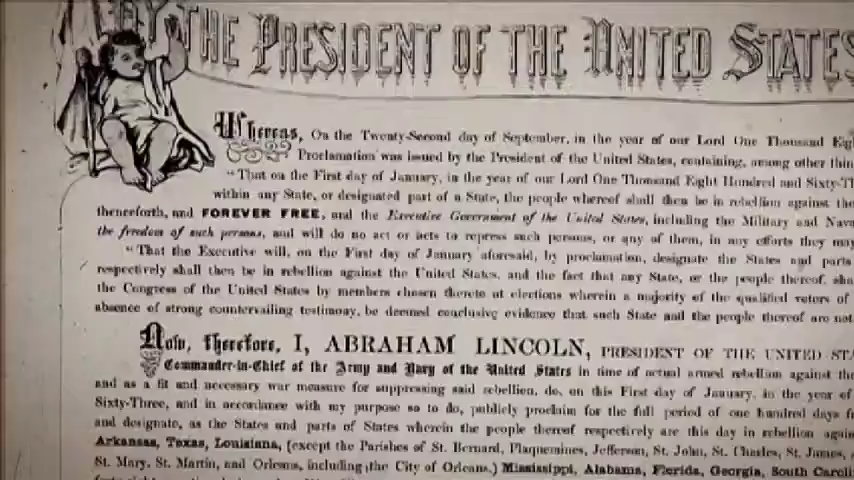 BY THE PRESIDENT OF THE UNITED STATES
Whereas, On the Twenty-Second day of September, in the year of our Lord One Thousand Eig
Proclamation was issued by the President of the United States, containing, among other thin
"That on the First day of January, in the year of our Lord One Thousand Eight Hundred and Sixty-T
within any State, or designated part of a State, the people whereof shall then be in rebellion against the
thenceforth, and FOREVER FREE, and the Executive Government of the United States, including the Military and Nava
the freedom of such persons, and will do no act or acts to repress such persons, or any of them, in any efforts they may
"That the Executive will, on the First day of January aforesaid, by proclamation, designate the States and parts
respectively shall then be in rebellion against the United States, and the fact that any State, or the people thereof, sha
the Congress of the United States by members chosen thereto at elections wherein a majority of the qualified voters of
absence of strong countervailing testimony, be deemed conclusive evidence that such State and the people thereof are not
Now, therefore, I, ABRAHAM LINCOLN, PRESIDENT OF THE UNITED STA
Commander-in-Chief of the Army and Navy of the United States in time of actual armed rebellion against the
and as a fit and necessary war measure for suppressing said rebellion, do, on this First day of January, in the year of
Sixty-Three, and in accordance with my purpose so to do, publicly proclaim for the full period of one hundred days f
and designate, as the States and parts of States wherein the people thereof respectively are this day in rebellion again
Arkansas, Texas, Louisiana, (except the Parishes of St. Bernard, Plaquemines, Jefferson, St. John, St. Charles, St. James,
St. Mary, St. Martin, and Orleans, including the City of Orleans,) Mississippi, Alabama, Florida, Georgia, South Caroli